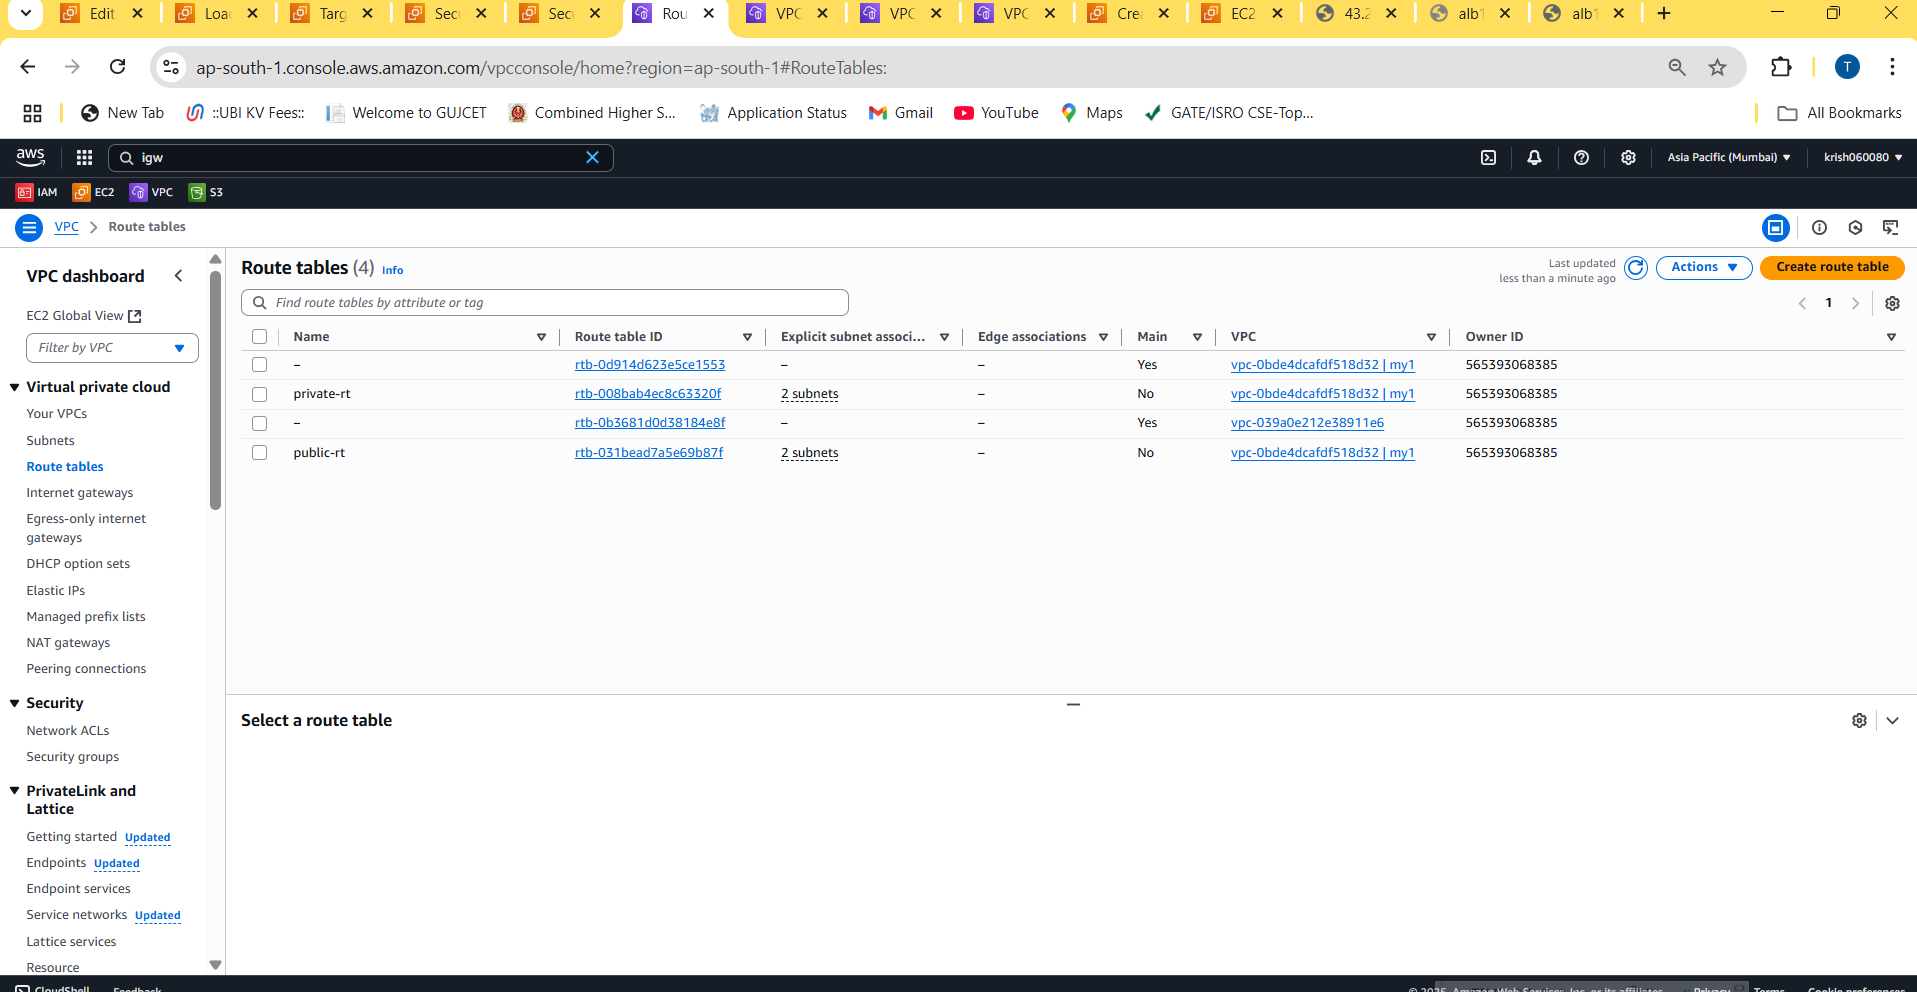 Edit
Loa
Targ
Sec
Sec
Rou
VPC
VPC
VPC
Crea
EC2
43.2
alb1
alb1
ap-south-1.console.aws.amazon.com/vpcconsole/home?region=ap-south-1#RouteTables:
T
New Tab
::UBI KV Fees::
Welcome to GUJCET
Combined Higher S...
Application Status
Gmail
YouTube
Maps
GATE/ISRO CSE-Top...
All Bookmarks
aws
igw
Asia Pacific (Mumbai)
krish060080
IAM
EC2
VPC
S3
VPC
Route tables
VPC dashboard
EC2 Global View
Filter by VPC
Virtual private cloud
Your VPCs
Subnets
Route tables
Internet gateways
Egress-only internet
gateways
DHCP option sets
Elastic IPs
Managed prefix lists
NAT gateways
Peering connections
Security
Network ACLs
Security groups
PrivateLink and
Lattice
Getting started Updated
Endpoints Updated
Endpoint services
Service networks Updated
Lattice services
Resource
Route tables (4) Info
Last updated
less than a minute ago
Actions
Create route table
Find route tables by attribute or tag
1
Name Route table ID Explicit subnet associ... Edge associations Main VPC Owner ID
– rtb-0d914d623e5ce1553 – – Yes vpc-0bde4dcafdf518d32 | my1 565393068385
private-rt rtb-008bab4ec8c63320f 2 subnets – No vpc-0bde4dcafdf518d32 | my1 565393068385
– rtb-0b3681d0d38184e8f – – Yes vpc-039a0e212e38911e6 565393068385
public-rt rtb-031bead7a5e69b87f 2 subnets – No vpc-0bde4dcafdf518d32 | my1 565393068385
Select a route table
CloudShell
Feedback
© 2025, Amazon Web Services, Inc. or its affiliates.
Privacy
Terms
Cookie preferences